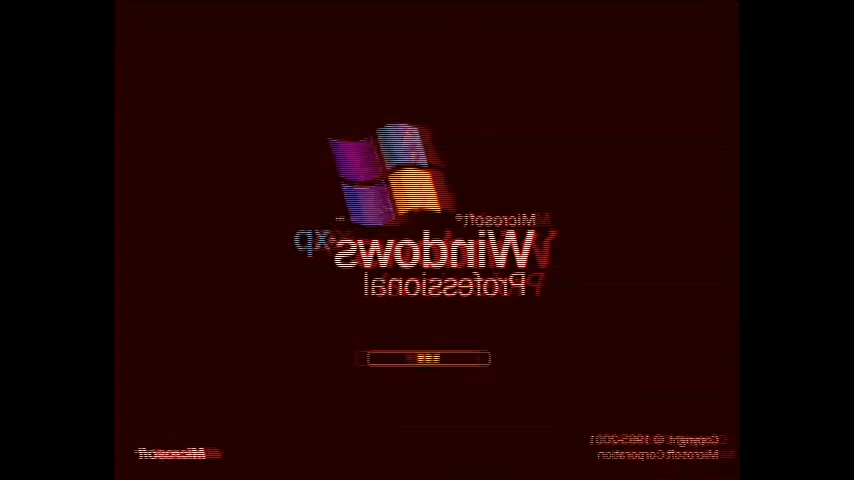 Microsoft®
Windows xp
Professional
Copyright © 1985-2001
Microsoft Corporation
Microsoft